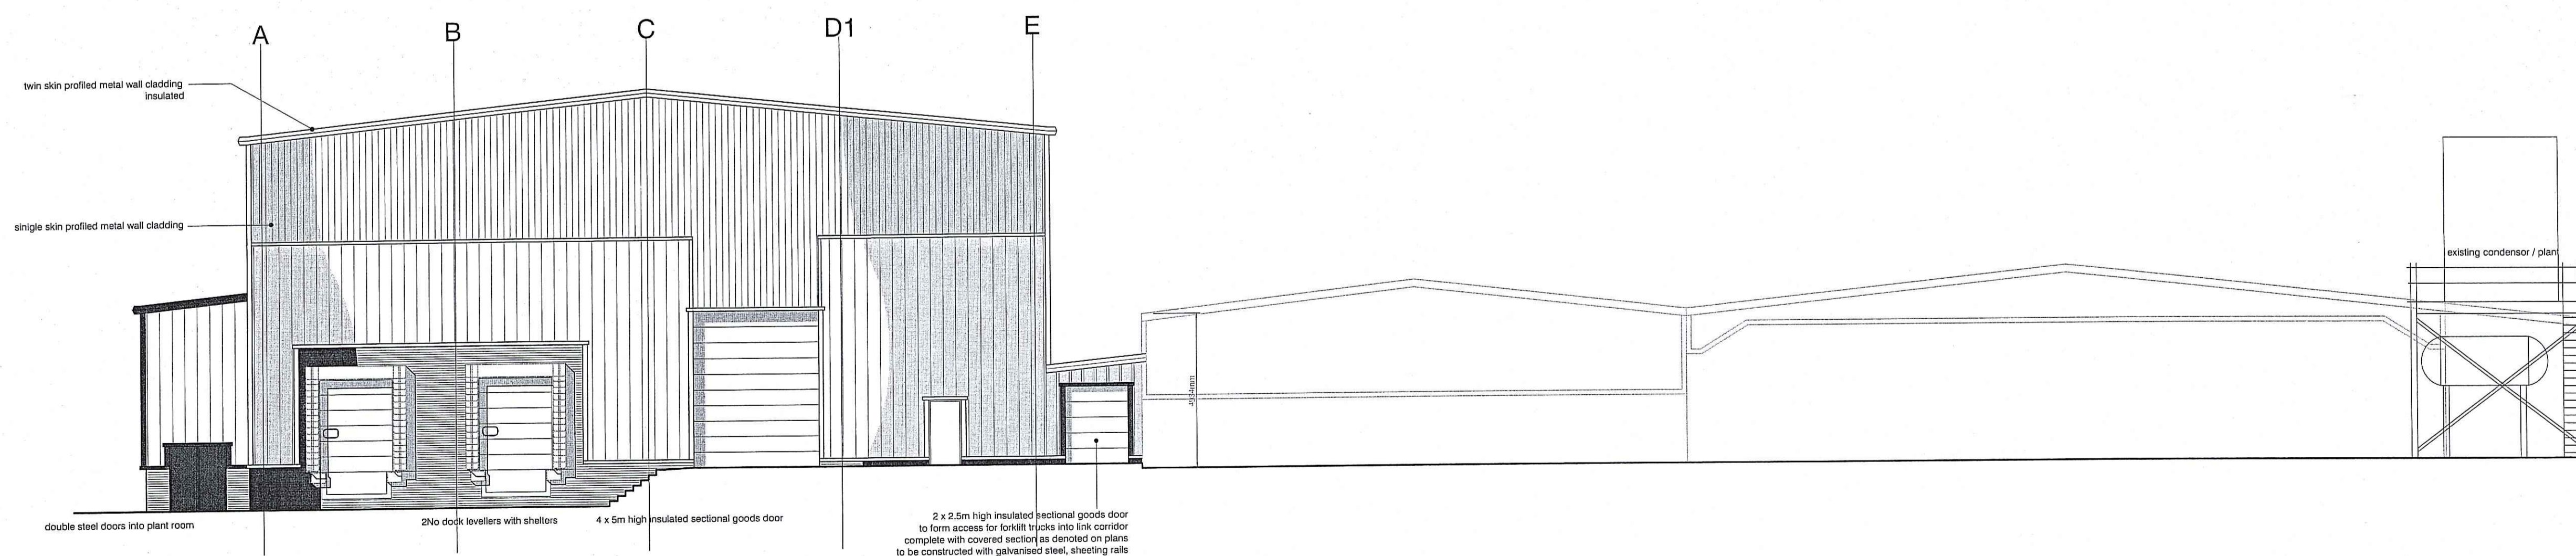 A
B
C
D1
E
twin skin profiled metal wall cladding
insulated
sinigle skin profiled metal wall cladding
existing condensor / plant
double steel doors into plant room
2No dock levellers with shelters
4 x 5m high insulated sectional goods door
2 x 2.5m high insulated sectional goods door
to form access for forklift trucks into link corridor
complete with covered section as denoted on plans
to be constructed with galvanised steel, sheeting rails